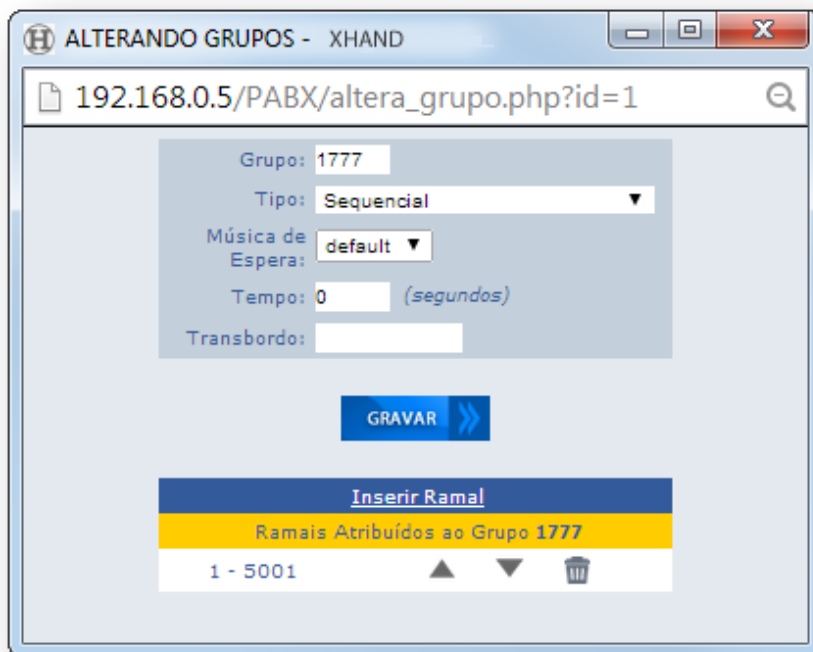 ALTERANDO GRUPOS - XHAND
192.168.0.5/PABX/altera_grupo.php?id=1
Grupo: 1777
Tipo: Sequencial
Música de
Espera: default
Tempo: 0 (segundos)
Transbordo:
GRAVAR
Inserir Ramal
Ramais Atribuídos ao Grupo 1777
1 - 5001